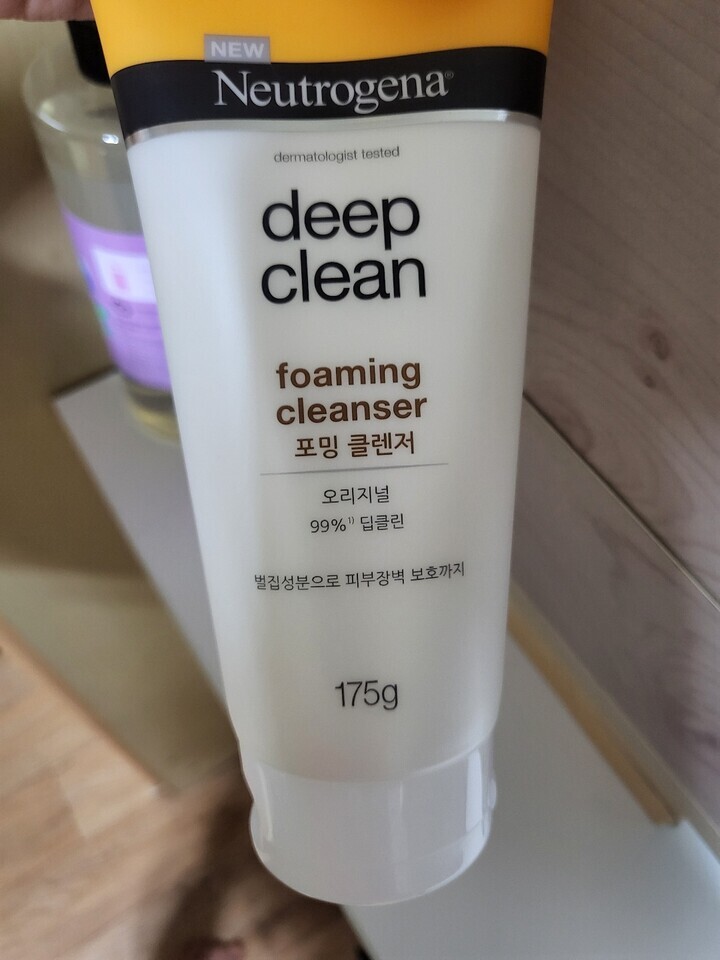 NEW
Neutrogena®
dermatologist tested
deep
clean
foaming
cleanser
포밍 클렌저
오리지널
99%¹⁾ 딥클린
벌집성분으로 피부장벽 보호까지
175g